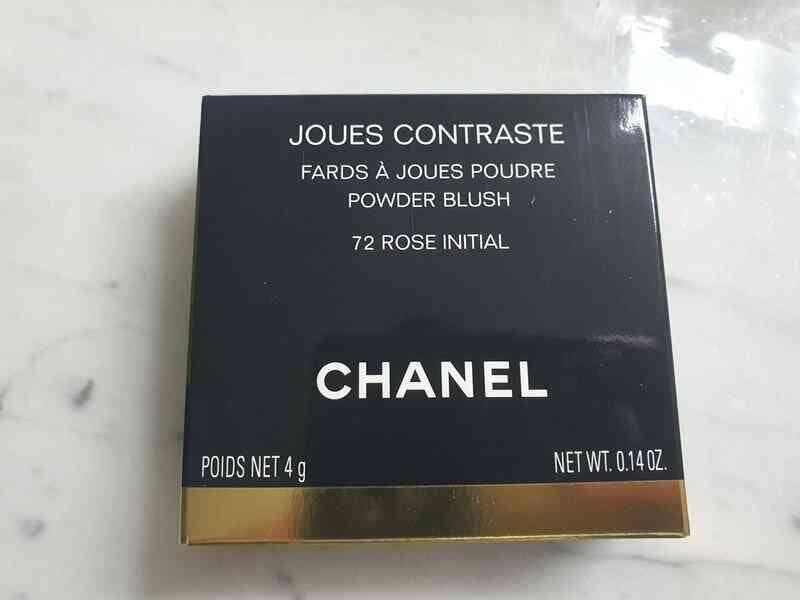 JOUES CONTRASTE
FARDS À JOUES POUDRE
POWDER BLUSH
72 ROSE INITIAL
CHANEL
POIDS NET 4 g NET WT. 0.14 OZ.